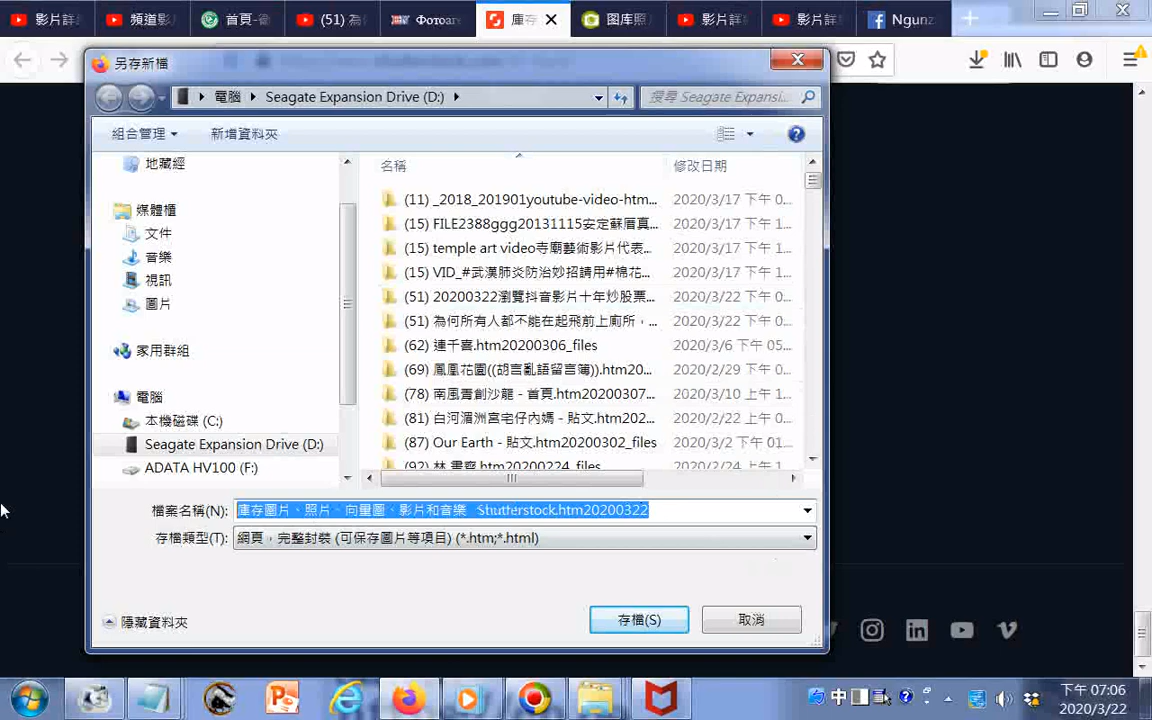 影片詳
頻道影
首頁-衛
(51) 為
Фотоаг
庫存
图库照
影片詳
影片詳
Ngunz
另存新檔
電腦
Seagate Expansion Drive (D:)
搜尋 Seagate Expansi...
組合管理
新增資料夾
地藏經
媒體櫃
文件
音樂
視訊
圖片
家用群組
電腦
本機磁碟 (C:)
Seagate Expansion Drive (D:)
ADATA HV100 (F:)
名稱
修改日期
(11) _2018_201901youtube-video-htm...
2020/3/17 下午 0...
(15) FILE2388ggg20131115安定蘇厝真...
2020/3/17 下午 1...
(15) temple art video寺廟藝術影片代表...
2020/3/17 下午 1...
(15) VID_#武漢肺炎防治妙招請用#棉花...
2020/3/17 下午 1...
(51) 20200322瀏覽抖音影片十年炒股票...
2020/3/22 下午 0...
(51) 為何所有人都不能在起飛前上廁所，...
2020/3/22 下午 0...
(62) 連千喜.htm20200306_files
2020/3/6 下午 05...
(69) 鳳凰花園((胡言亂語留言簿)).htm20...
2020/2/29 下午 0...
(78) 南風青創沙龍 - 首頁.htm20200307...
2020/3/10 上午 1...
(81) 白河湄洲宮宅仔內媽 - 貼文.htm202...
2020/2/22 下午 0...
(87) Our Earth - 貼文.htm20200302_files
2020/3/2 下午 01...
(92) 林 書齋.htm20200224_files
2020/2/24 上午 1...
檔案名稱(N):
庫存圖片、照片、向量圖、影片和音樂 _ Shutterstock.htm20200322
存檔類型(T):
網頁，完整封裝 (可保存圖片等項目) (*.htm;*.html)
隱藏資料夾
存檔(S)
取消
中
下午 07:06
2020/3/22